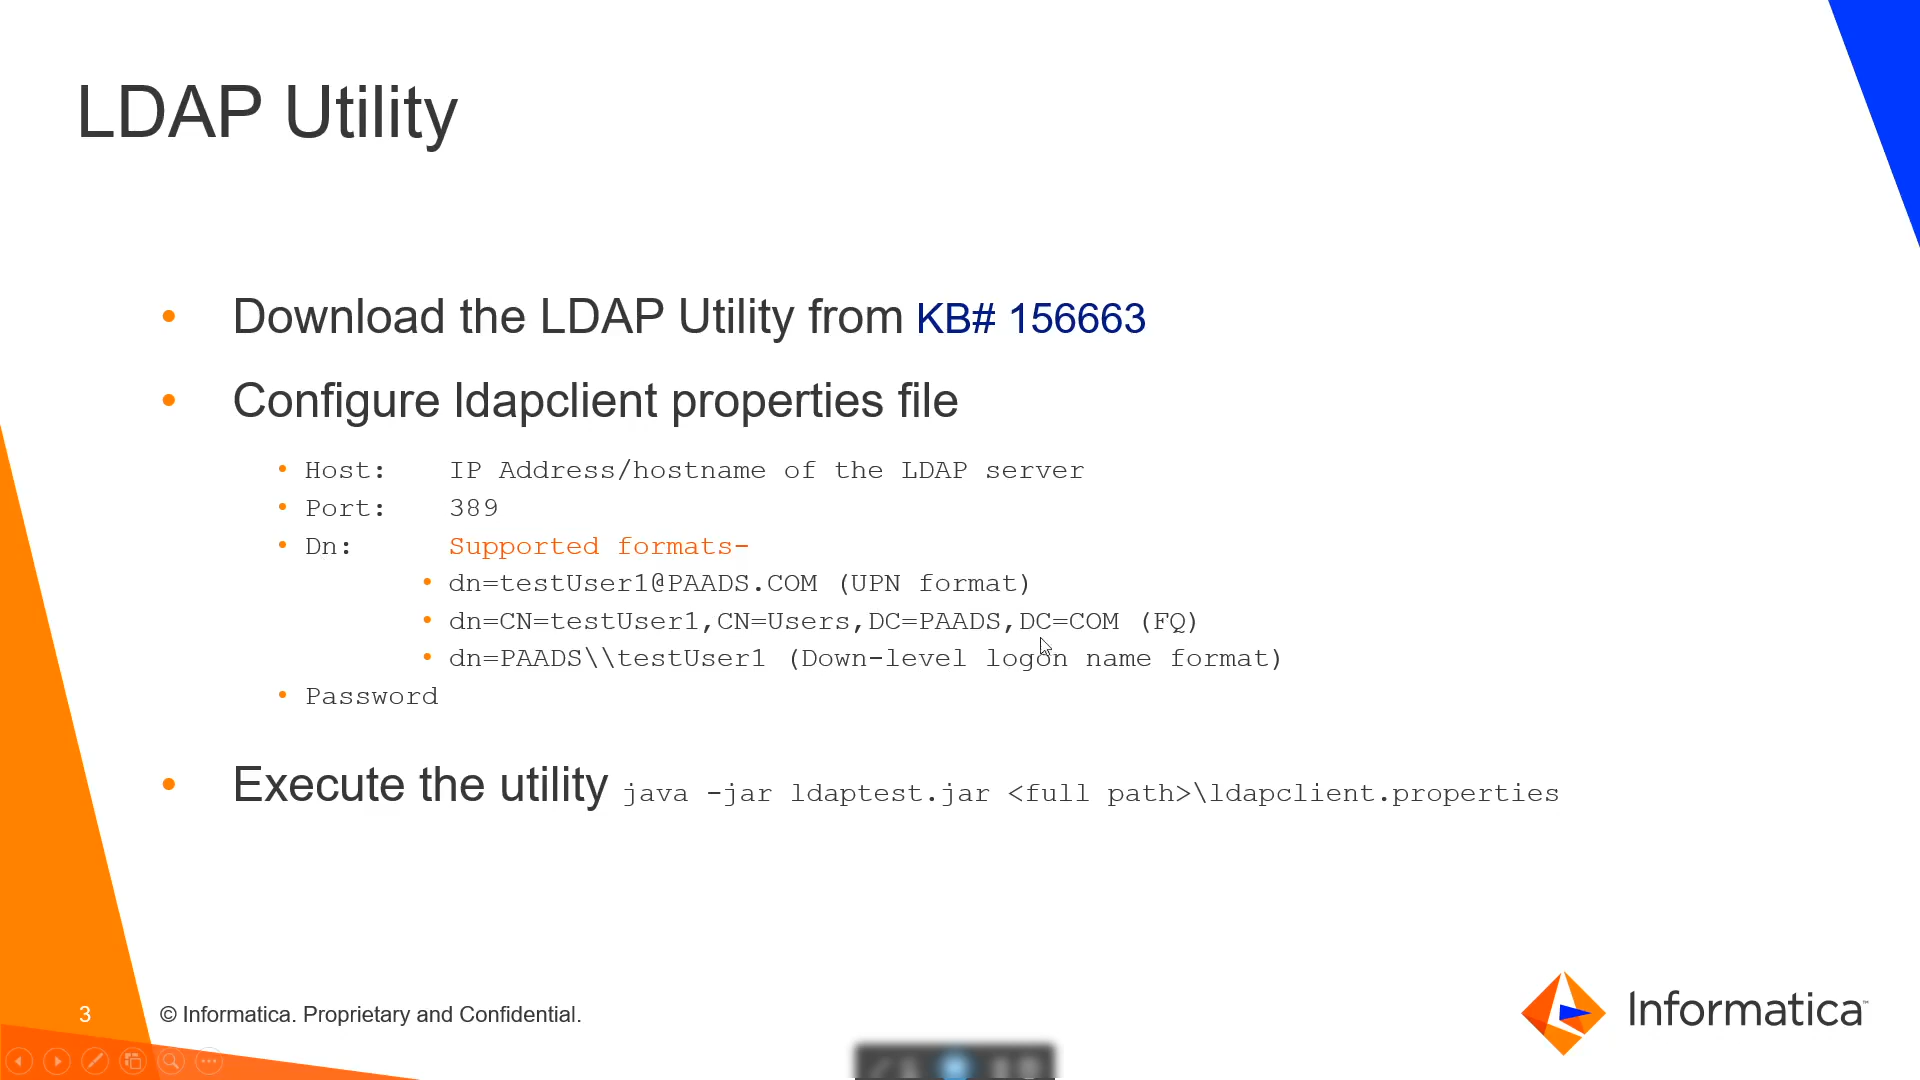 LDAP Utility
• Download the LDAP Utility from KB# 156663
• Configure ldapclient properties file
• Host: IP Address/hostname of the LDAP server
• Port: 389
• Dn: Supported formats-
• dn=testUser1@PAADS.COM (UPN format)
• dn=CN=testUser1,CN=Users,DC=PAADS,DC=COM (FQ)
• dn=PAADS\\testUser1 (Down-level logon name format)
• Password
• Execute the utility java -jar ldaptest.jar <full path>\ldapclient.properties
3 © Informatica. Proprietary and Confidential.
Informatica™